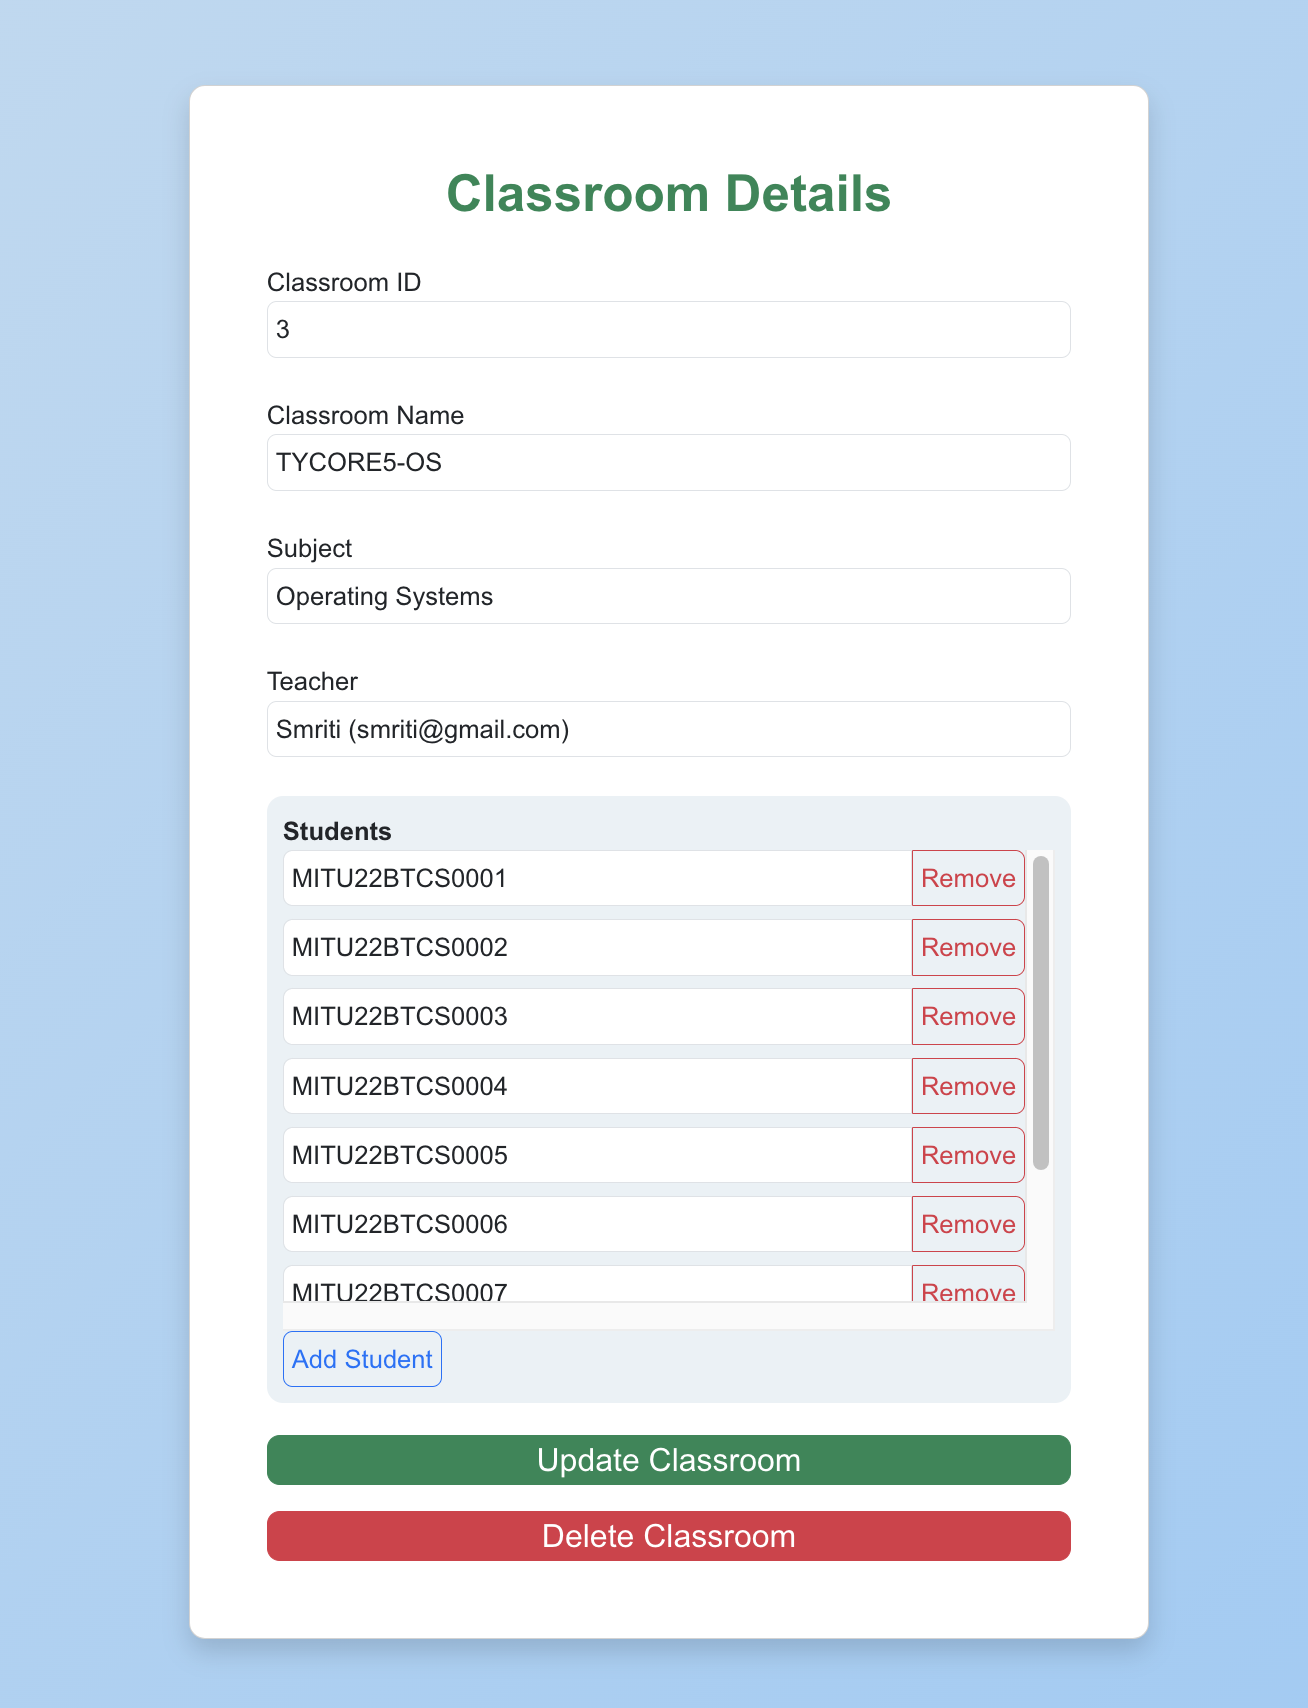 Classroom Details
Classroom ID
3
Classroom Name
TYCORE5-OS
Subject
Operating Systems
Teacher
Smriti (smriti@gmail.com)
Students
MITU22BTCS0001 Remove
MITU22BTCS0002 Remove
MITU22BTCS0003 Remove
MITU22BTCS0004 Remove
MITU22BTCS0005 Remove
MITU22BTCS0006 Remove
MITU22BTCS0007 Remove
Add Student
Update Classroom
Delete Classroom